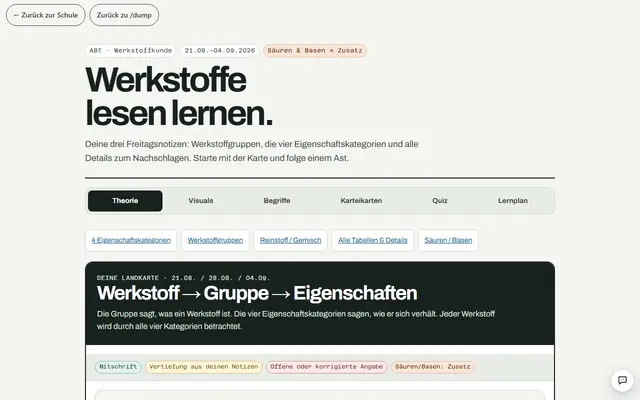 ← Zurück zur Schule
Zurück zu /dump
ABT · Werkstoffkunde
21.08.–04.09.2026
Säuren & Basen = Zusatz
Werkstoffe
lesen lernen.
Deine drei Freitagsnotizen: Werkstoffgruppen, die vier Eigenschaftskategorien und alle
Details zum Nachschlagen. Starte mit der Karte und folge einem Ast.
Theorie
Visuals
Begriffe
Karteikarten
Quiz
Lernplan
4 Eigenschaftskategorien
Werkstoffgruppen
Reinstoff / Gemisch
Alle Tabellen & Details
Säuren / Basen
DEINE LANDKARTE · 21.08. / 28.08. / 04.09.
Werkstoff → Gruppe → Eigenschaften
Die Gruppe sagt, was ein Werkstoff ist. Die vier Eigenschaftskategorien sagen, wie er sich verhält. Jeder Werkstoff
wird durch alle vier Kategorien betrachtet.
Mitschrift
Vertiefung aus deinen Notizen
Offene oder korrigierte Angabe
Säuren/Basen: Zusatz